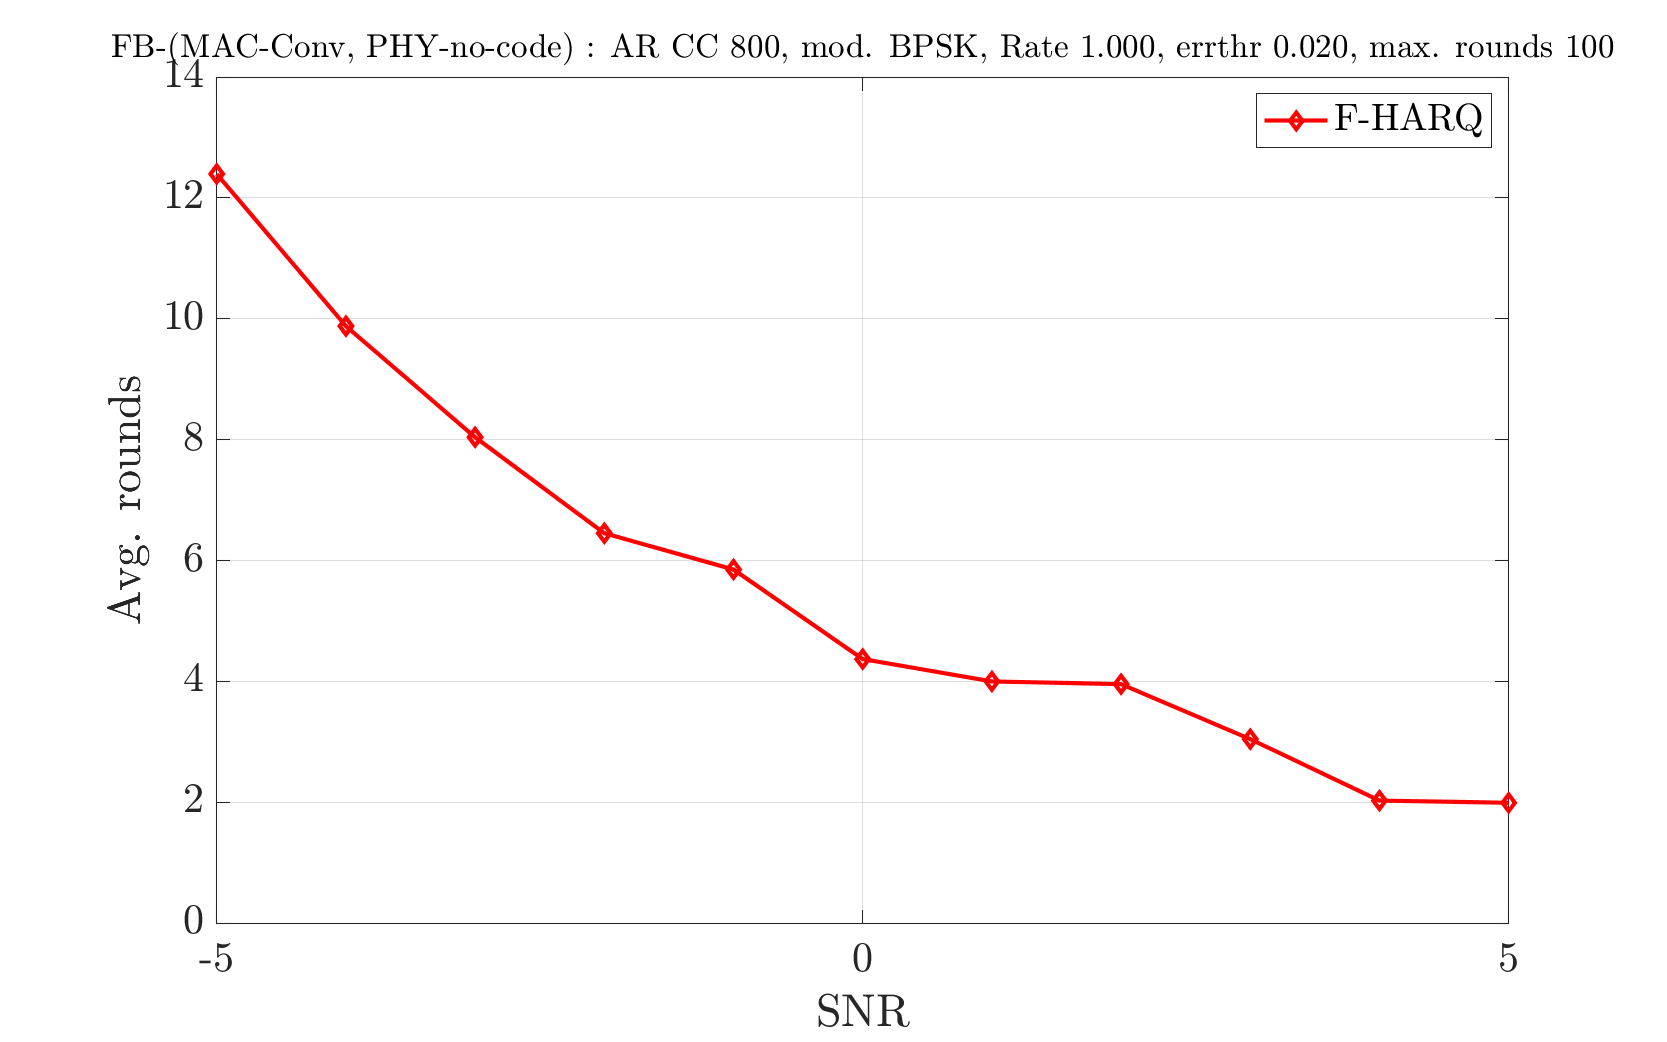 FB-(MAC-Conv, PHY-no-code) : AR CC 800, mod. BPSK, Rate 1.000, errthr 0.020, max. rounds 100
F-HARQ
14
12
10
8
6
4
2
0
Avg. rounds
-5 0 5
SNR